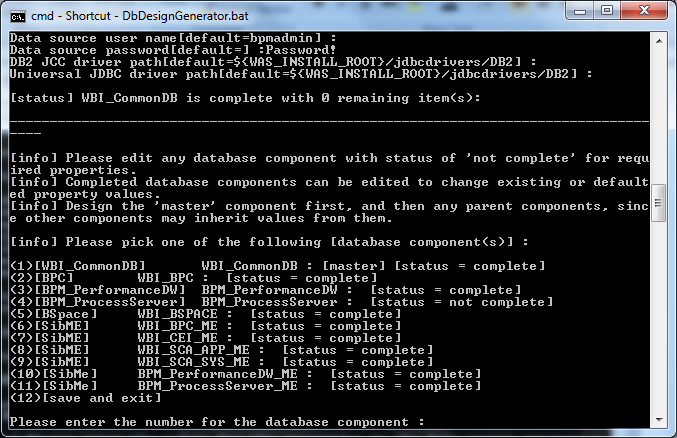 cmd - Shortcut - DbDesignGenerator.bat
Data source user name[default=bpmadmin] :
Data source password[default=] :Password!
DB2 JCC driver path[default=${WAS_INSTALL_ROOT}/jdbcdrivers/DB2] :
Universal JDBC driver path[default=${WAS_INSTALL_ROOT}/jdbcdrivers/DB2] :
[status] WBI_CommonDB is complete with 0 remaining item(s):
--------------------------------------------------------------------------------
----
[info] Please edit any database component with status of 'not complete' for requ
ired properties.
[info] Completed database components can be edited to change existing or default
ed property values.
[info] Design the 'master' component first, and then any parent components, sinc
e other components may inherit values from them.
[info] Please pick one of the following [database component(s)] :
(1)[WBI_CommonDB] WBI_CommonDB : [master] [status = complete]
(2)[BPC] WBI_BPC : [status = complete]
(3)[BPM_PerformanceDW] BPM_PerformanceDW : [status = complete]
(4)[BPM_ProcessServer] BPM_ProcessServer : [status = not complete]
(5)[BSpace] WBI_BSPACE : [status = complete]
(6)[SibME] WBI_BPC_ME : [status = complete]
(7)[SibME] WBI_CEI_ME : [status = complete]
(8)[SibME] WBI_SCA_APP_ME : [status = complete]
(9)[SibME] WBI_SCA_SYS_ME : [status = complete]
(10)[SibMe] BPM_PerformanceDW_ME : [status = complete]
(11)[SibMe] BPM_ProcessServer_ME : [status = complete]
(12)[save and exit]
Please enter the number for the database component :